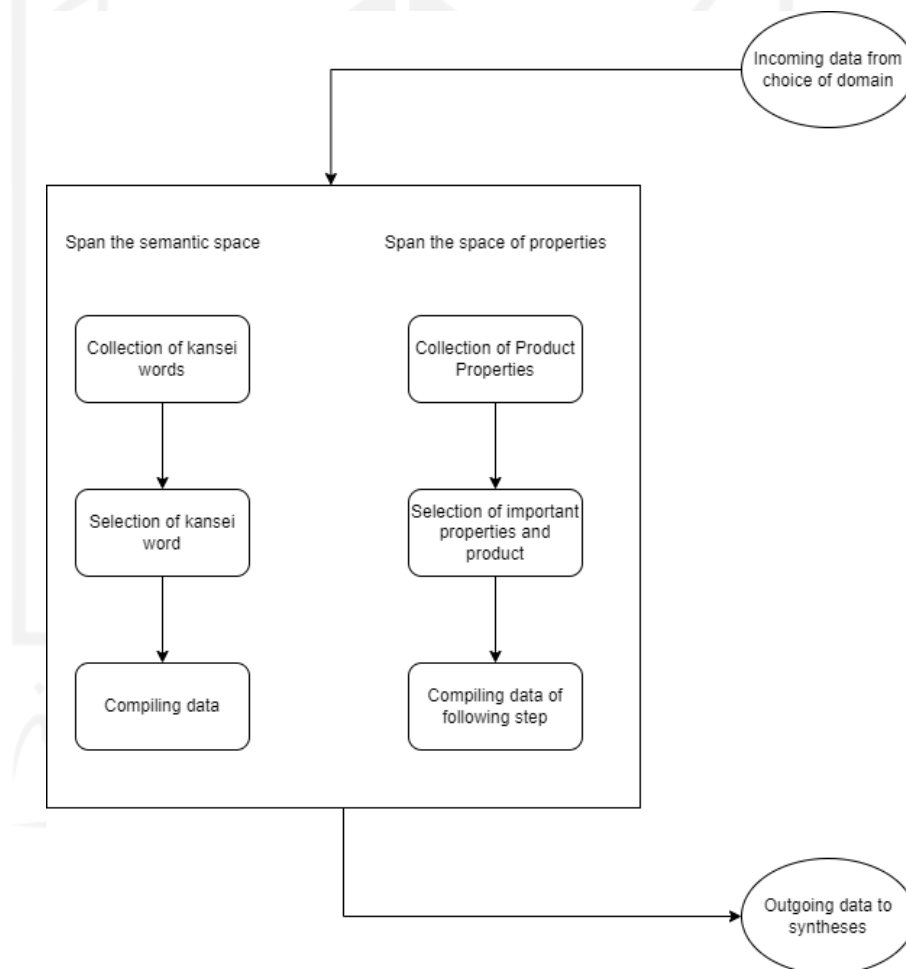 Incoming data from
choice of domain
Span the semantic space
Span the space of properties
Collection of kansei
words
Collection of Product
Properties
Selection of kansei
word
Selection of important
properties and
product
Compiling data
Compiling data of
following step
Outgoing data to
syntheses